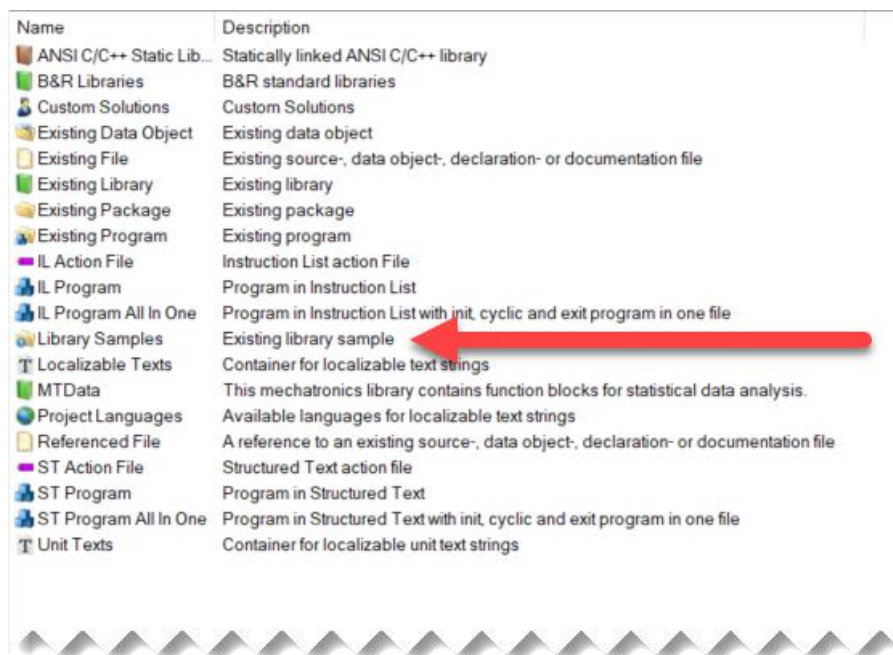 Name Description
ANSI C/C++ Static Lib... Statically linked ANSI C/C++ library
B&R Libraries B&R standard libraries
Custom Solutions Custom Solutions
Existing Data Object Existing data object
Existing File Existing source-, data object-, declaration- or documentation file
Existing Library Existing library
Existing Package Existing package
Existing Program Existing program
IL Action File Instruction List action File
IL Program Program in Instruction List
IL Program All In One Program in Instruction List with init, cyclic and exit program in one file
Library Samples Existing library sample
Localizable Texts Container for localizable text strings
MTData This mechatronics library contains function blocks for statistical data analysis.
Project Languages Available languages for localizable text strings
Referenced File A reference to an existing source-, data object-, declaration- or documentation file
ST Action File Structured Text action file
ST Program Program in Structured Text
ST Program All In One Program in Structured Text with init, cyclic and exit program in one file
Unit Texts Container for localizable unit text strings